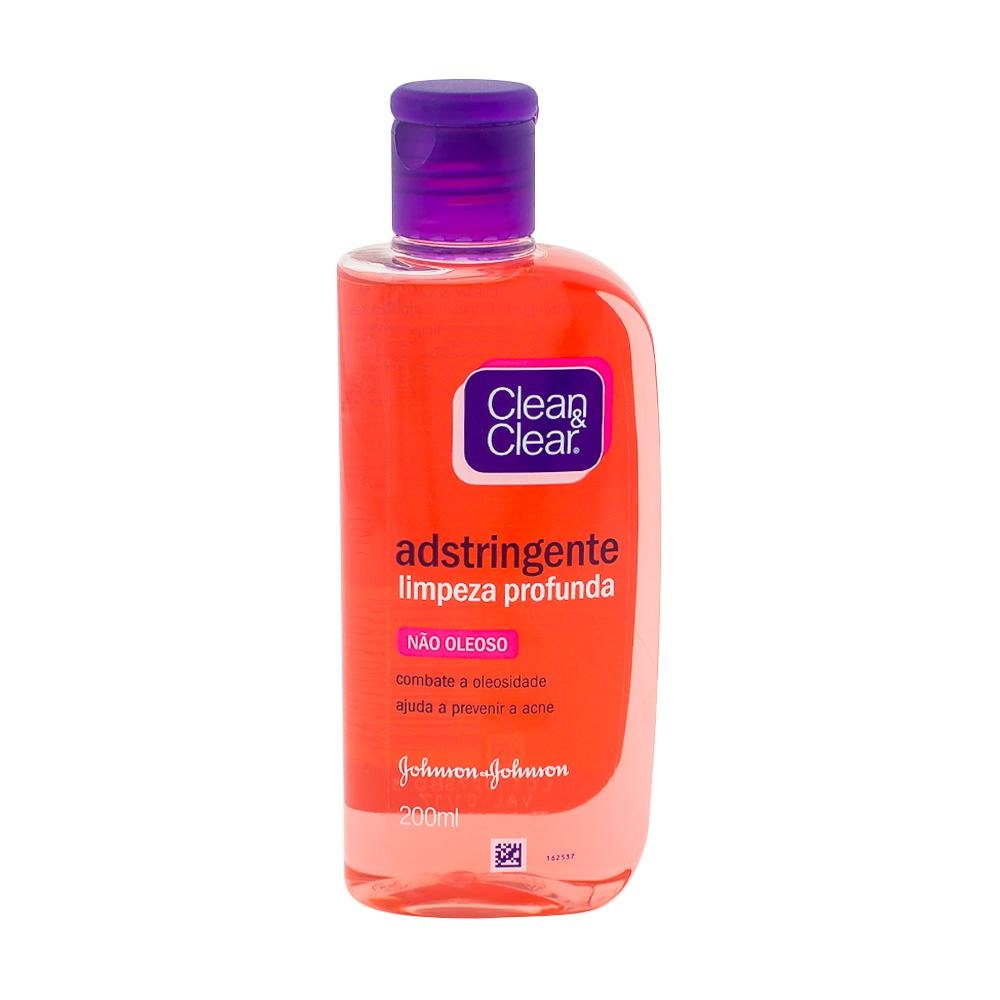 Clean
&
Clear®
adstringente
limpeza profunda
NÃO OLEOSO
combate a oleosidade
ajuda a prevenir a acne
Johnson+Johnson
200ml
162537